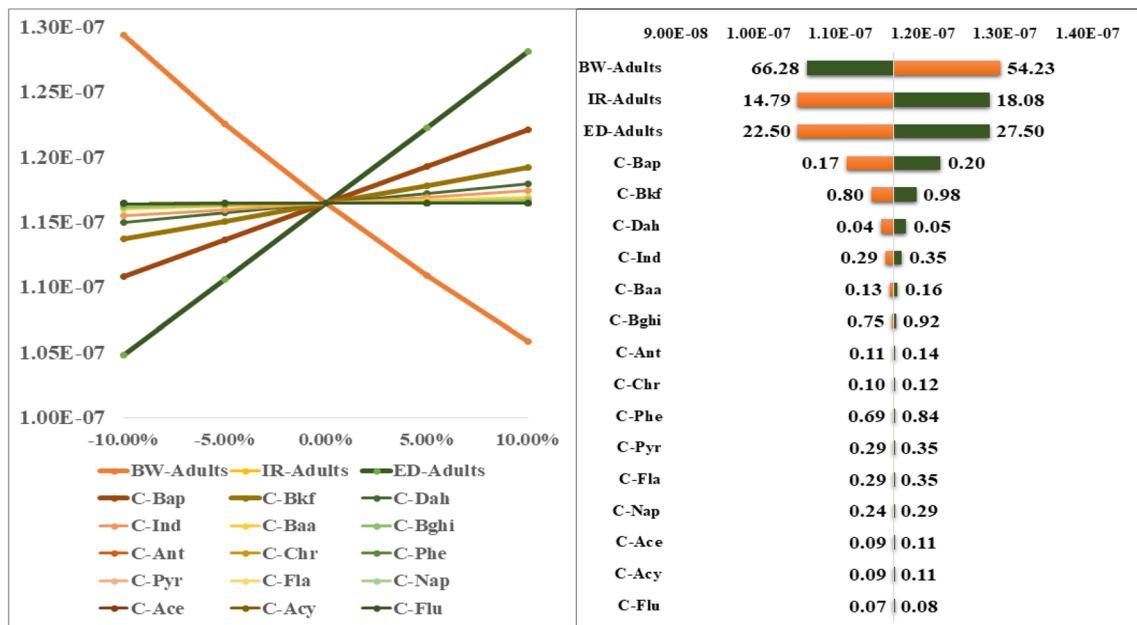 1.30E-07
1.25E-07
1.20E-07
1.15E-07
1.10E-07
1.05E-07
1.00E-07
-10.00% -5.00% 0.00% 5.00% 10.00%
BW-Adults IR-Adults ED-Adults
C-Bap C-Bkf C-Dah
C-Ind C-Baa C-Bghi
C-Ant C-Chr C-Phe
C-Pyr C-Fla C-Nap
C-Ace C-Acy C-Flu
9.00E-08 1.00E-07 1.10E-07 1.20E-07 1.30E-07 1.40E-07
BW-Adults 66.28 54.23
IR-Adults 14.79 18.08
ED-Adults 22.50 27.50
C-Bap 0.17 0.20
C-Bkf 0.80 0.98
C-Dah 0.04 0.05
C-Ind 0.29 0.35
C-Baa 0.13 0.16
C-Bghi 0.75 0.92
C-Ant 0.11 0.14
C-Chr 0.10 0.12
C-Phe 0.69 0.84
C-Pyr 0.29 0.35
C-Fla 0.29 0.35
C-Nap 0.24 0.29
C-Ace 0.09 0.11
C-Acy 0.09 0.11
C-Flu 0.07 0.08